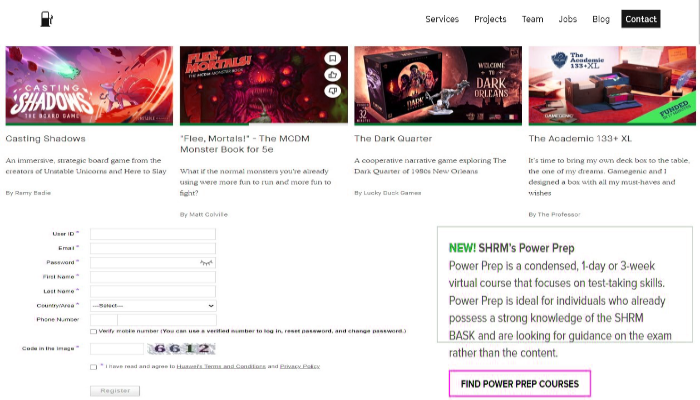 Services Projects Team Jobs Blog Contact
CASTING
SHADOWS
THE BOARD GAME
FLEE,
MORTALS!
THE MCDM MONSTER BOOK
WELCOME
TO
DARK
ORLEANS
32
The Academic
133+XL
GAMEGENIC
FUNDED
Casting Shadows
An immersive, strategic board game from the
creators of Unstable Unicorns and Here to Slay
By Ramy Badie
"Flee, Mortals!" - The MCDM
Monster Book for 5e
What if the normal monsters you're already
using were more fun to run and more fun to
fight?
By Matt Colville
The Dark Quarter
A cooperative narrative game exploring The
Dark Quarter of 1980s New Orleans
By Lucky Duck Games
The Academic 133+ XL
It's time to bring my own deck box to the table,
the one of my dreams. Gamegenic and I
designed a box with all my must-haves and
wishes
By The Professor
User ID *
Email *
Password *
First Name *
Last Name *
Country/Area * ---Select---
Phone Number
Verify mobile number (You can use a verified number to log in, reset password, and change password.)
Code in the image * 6612
* I have read and agree to Huawei's Terms and Conditions and Privacy Policy
Register
NEW! SHRM's Power Prep
Power Prep is a condensed, 1-day or 3-week
virtual course that focuses on test-taking skills.
Power Prep is ideal for individuals who already
possess a strong knowledge of the SHRM
BASK and are looking for guidance on the exam
rather than the content.
FIND POWER PREP COURSES